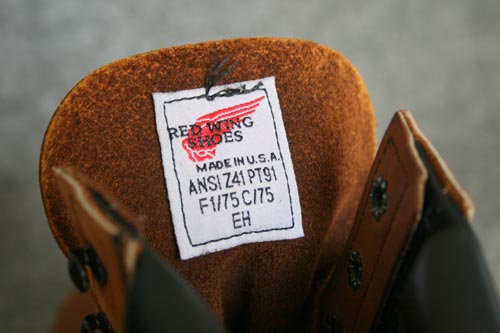 RED WING
SHOES
MADE IN U.S.A.
ANSI Z41 PT91
F1/75 C/75
EH